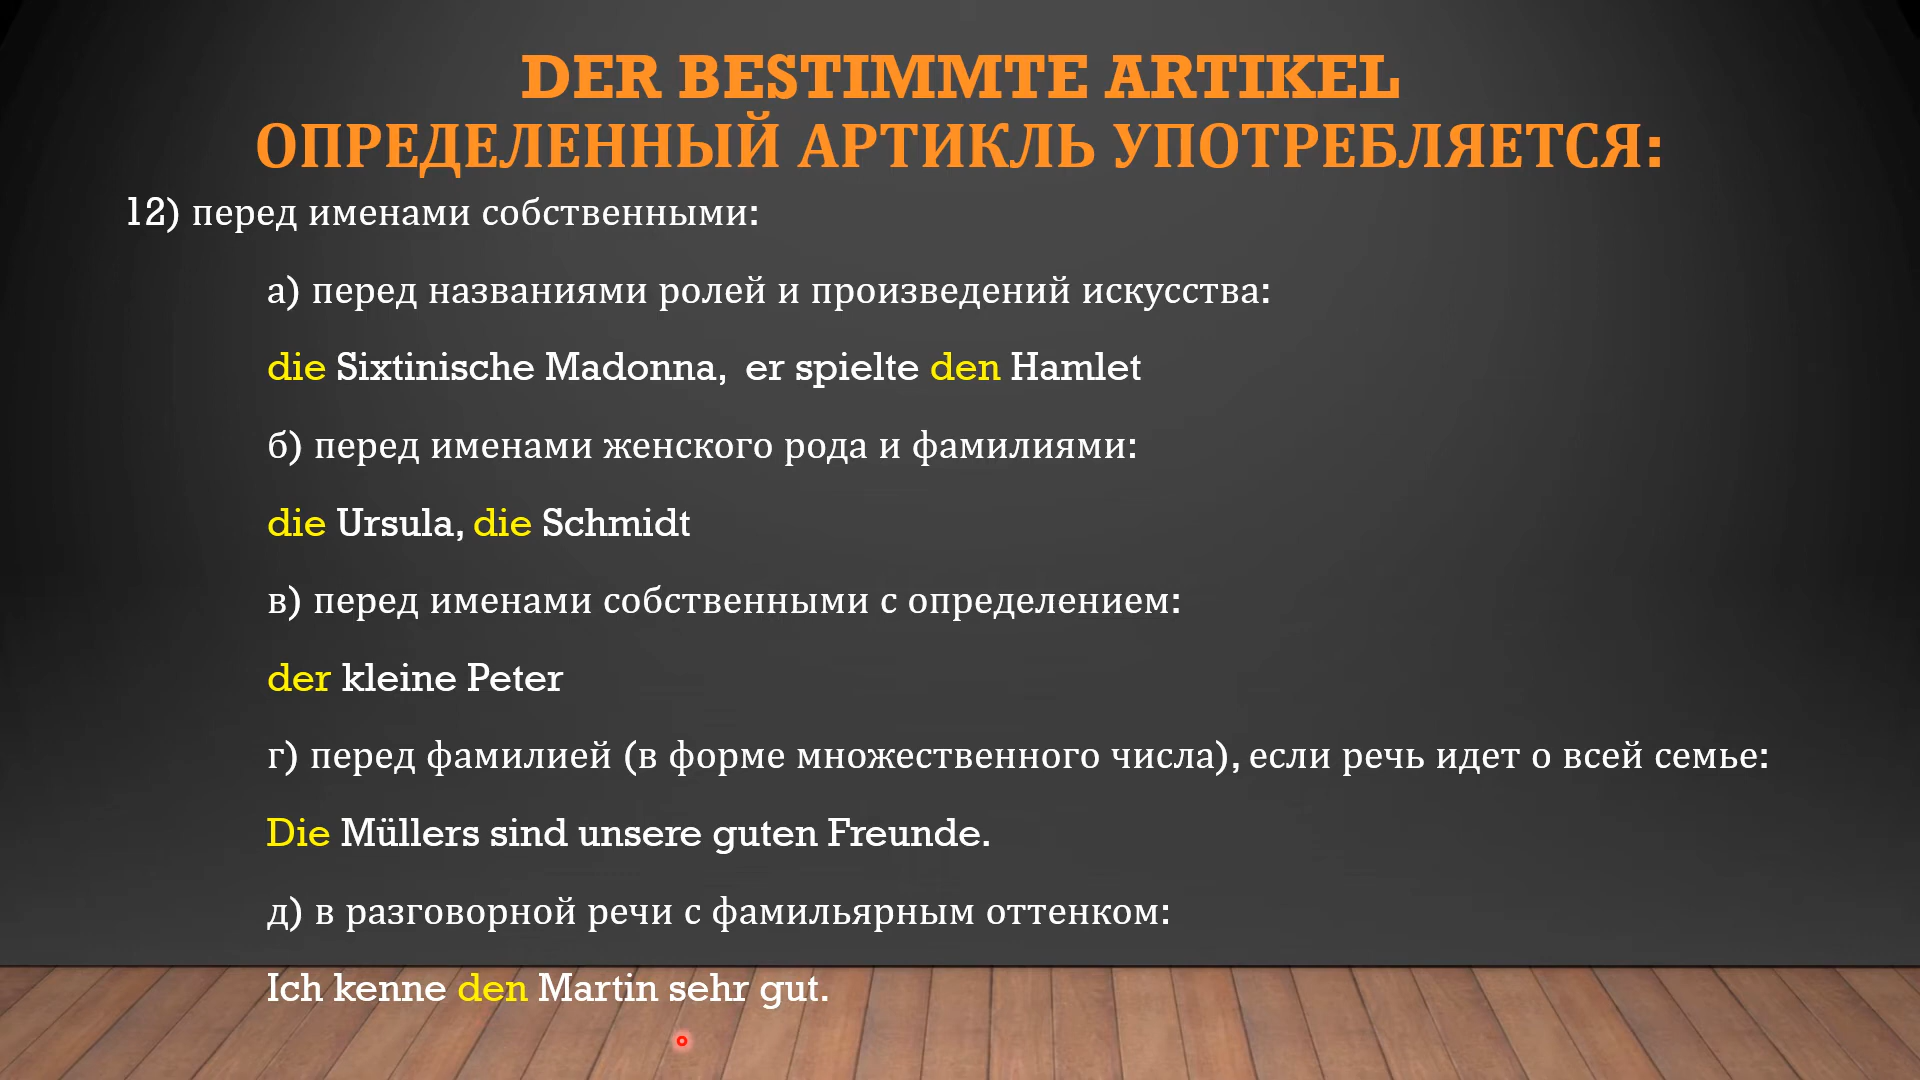 DER BESTIMMTE ARTIKEL
ОПРЕДЕЛЕННЫЙ АРТИКЛЬ УПОТРЕБЛЯЕТСЯ:
12) перед именами собственными:
а) перед названиями ролей и произведений искусства:
die Sixtinische Madonna, er spielte den Hamlet
б) перед именами женского рода и фамилиями:
die Ursula, die Schmidt
в) перед именами собственными с определением:
der kleine Peter
г) перед фамилией (в форме множественного числа), если речь идет о всей семье:
Die Müllers sind unsere guten Freunde.
д) в разговорной речи с фамильярным оттенком:
Ich kenne den Martin sehr gut.